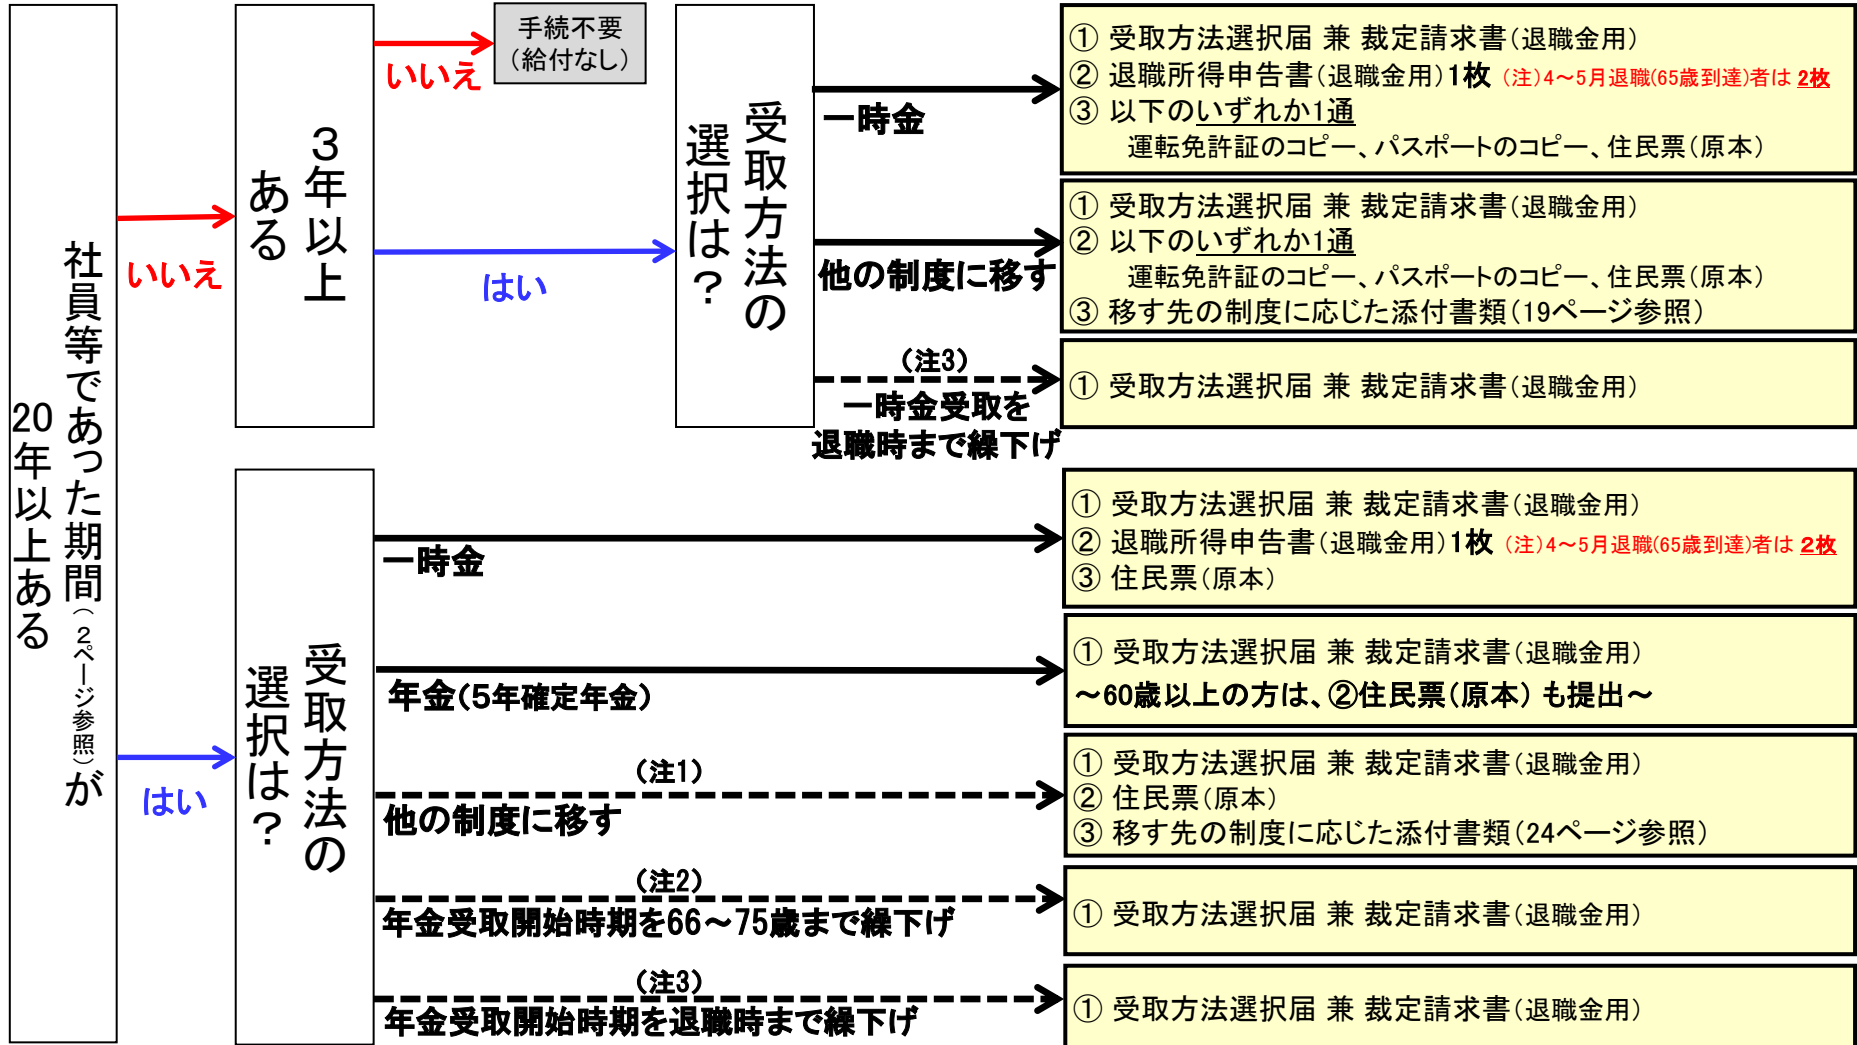 社員等であった期間（２ページ参照）が
20年以上ある
いいえ
はい
３年以上
ある
いいえ
手続不要
（給付なし）
はい
受取方法の
選択は？
一時金
① 受取方法選択届 兼 裁定請求書（退職金用）
② 退職所得申告書（退職金用）1枚 （注）4～5月退職(65歳到達)者は 2枚
③ 以下のいずれか1通
運転免許証のコピー、パスポートのコピー、住民票（原本）
他の制度に移す
① 受取方法選択届 兼 裁定請求書（退職金用）
② 以下のいずれか1通
運転免許証のコピー、パスポートのコピー、住民票（原本）
③ 移す先の制度に応じた添付書類（19ページ参照）
（注3）
一時金受取を
退職時まで繰下げ
① 受取方法選択届 兼 裁定請求書（退職金用）
受取方法の
選択は？
一時金
① 受取方法選択届 兼 裁定請求書（退職金用）
② 退職所得申告書（退職金用）1枚 （注）4～5月退職(65歳到達)者は 2枚
③ 住民票（原本）
年金（5年確定年金）
① 受取方法選択届 兼 裁定請求書（退職金用）
～60歳以上の方は、②住民票（原本） も提出～
（注1）
他の制度に移す
① 受取方法選択届 兼 裁定請求書（退職金用）
② 住民票（原本）
③ 移す先の制度に応じた添付書類（24ページ参照）
（注2）
年金受取開始時期を66～75歳まで繰下げ
① 受取方法選択届 兼 裁定請求書（退職金用）
（注3）
年金受取開始時期を退職時まで繰下げ
① 受取方法選択届 兼 裁定請求書（退職金用）